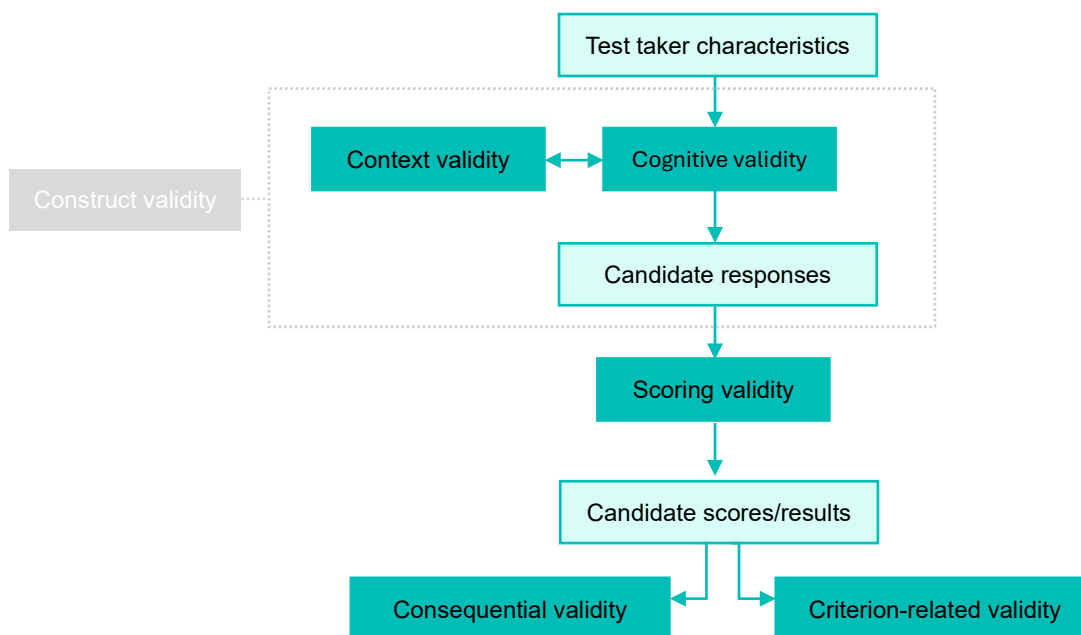 Test taker characteristics
Context validity
Cognitive validity
Construct validity
Candidate responses
Scoring validity
Candidate scores/results
Consequential validity
Criterion-related validity